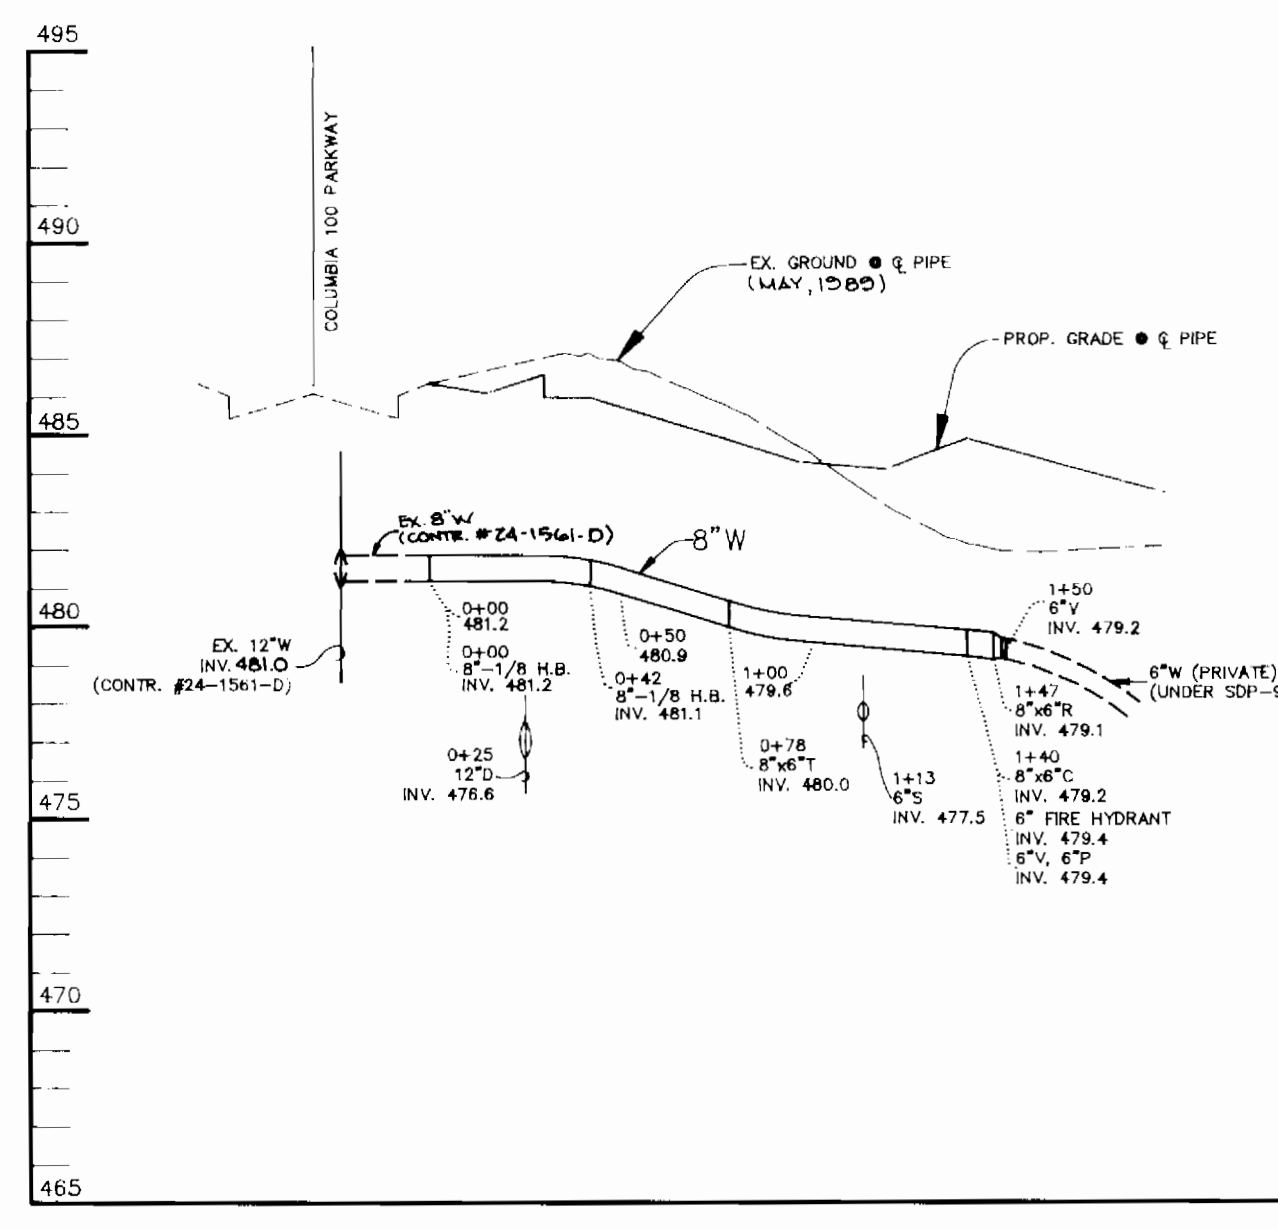 495
COLUMBIA 100 PARKWAY
490
EX. GROUND @ ℄ PIPE
(MAY, 1989)
PROP. GRADE @ ℄ PIPE
485
EX. 8"W
(CONTR. #24-1561-D)
8"W
480
0+00
481.2
0+00
8"-1/8 H.B.
INV. 481.2
EX. 12"W
INV. 481.0
(CONTR. #24-1561-D)
0+50
480.9
0+42
8"-1/8 H.B.
INV. 481.1
1+00
479.6
1+50
6"V
INV. 479.2
6"W (PRIVATE)
(UNDER SDP-9
1+47
8"x6"R
INV. 479.1
0+25
12"D
INV. 476.6
0+78
8"x6"T
INV. 480.0
1+13
6"S
INV. 477.5
1+40
8"x6"C
INV. 479.2
6" FIRE HYDRANT
INV. 479.4
6"V, 6"P
INV. 479.4
475
470
465